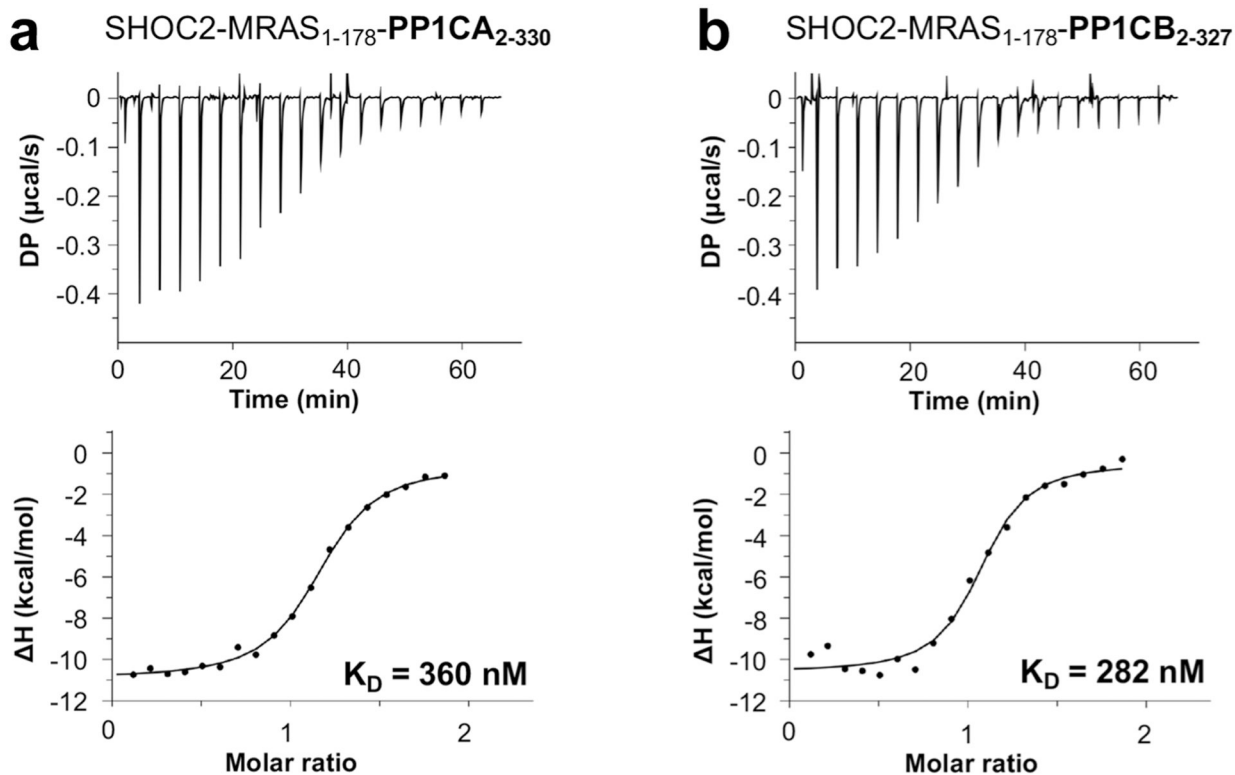 a SHOC2-MRAS₁₋₁₇₈-PP1CA₂₋₃₃₀
0
-0.1
-0.2
-0.3
-0.4
DP (µcal/s)
0 20 40 60
Time (min)
0
-2
-4
-6
-8
-10
-12
ΔH (kcal/mol)
K_D = 360 nM
0 1 2
Molar ratio
b SHOC2-MRAS₁₋₁₇₈-PP1CB₂₋₃₂₇
0
-0.1
-0.2
-0.3
-0.4
DP (µcal/s)
0 20 40 60
Time (min)
0
-2
-4
-6
-8
-10
-12
ΔH (kcal/mol)
K_D = 282 nM
0 1 2
Molar ratio